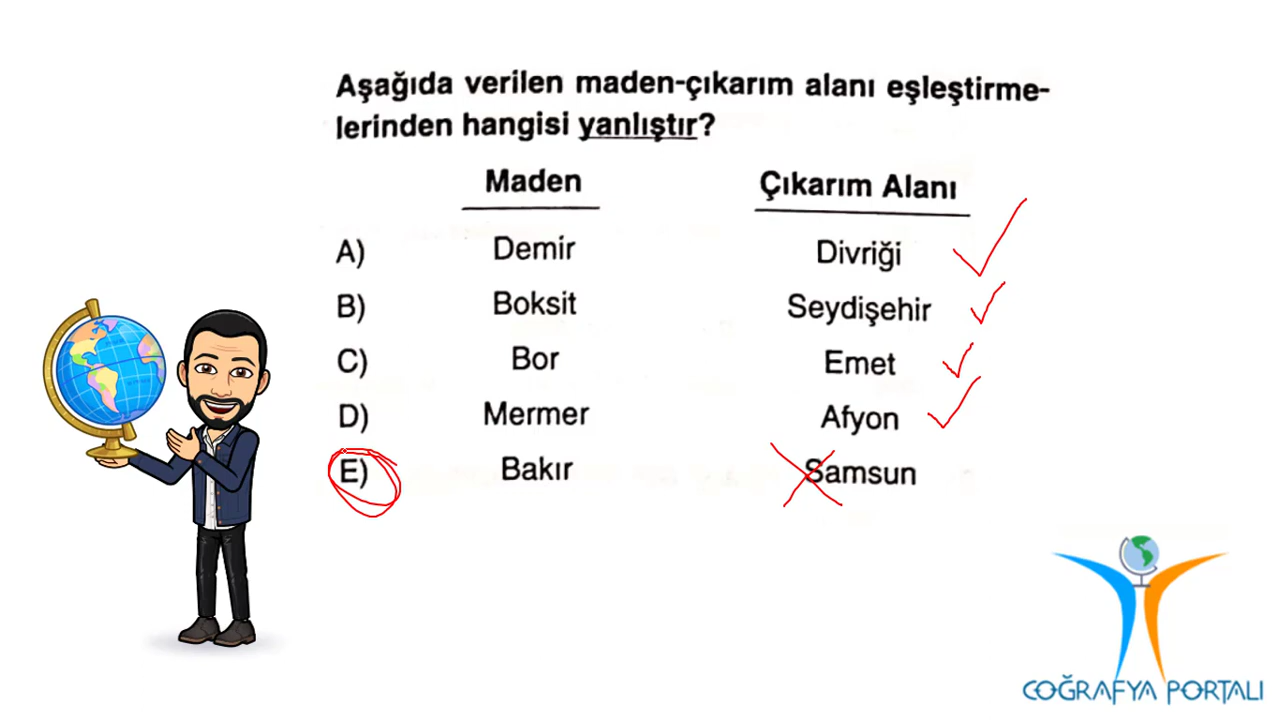 Aşağıda verilen maden-çıkarım alanı eşleştirme-
lerinden hangisi yanlıştır?
Maden Çıkarım Alanı
A) Demir Divriği
B) Boksit Seydişehir
C) Bor Emet
D) Mermer Afyon
E) Bakır Samsun
COĞRAFYA PORTALI